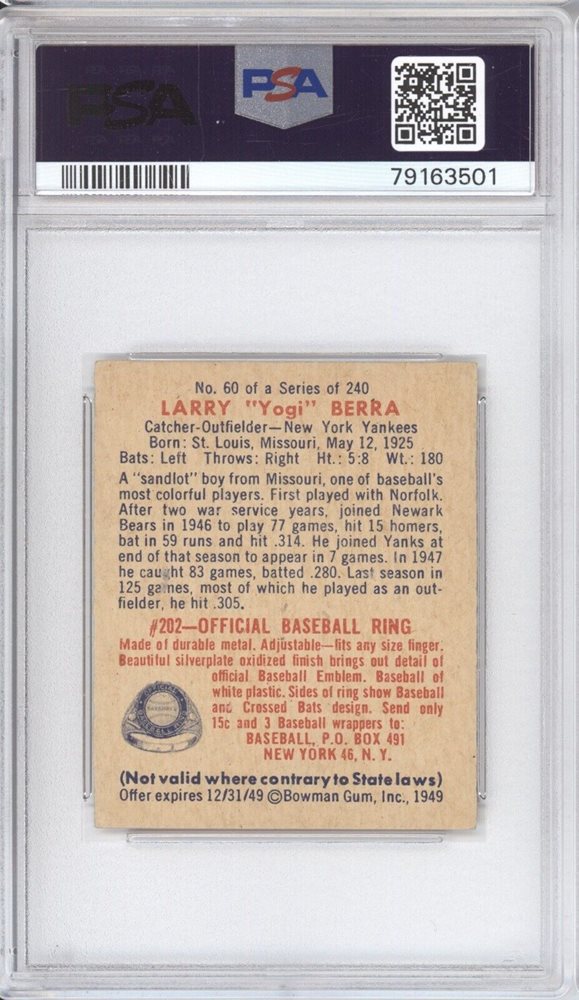 PSA
PSA
79163501
No. 60 of a Series of 240
LARRY "Yogi" BERRA
Catcher-Outfielder—New York Yankees
Born: St. Louis, Missouri, May 12, 1925
Bats: Left Throws: Right Ht.: 5:8 Wt.: 180
A "sandlot" boy from Missouri, one of baseball's
most colorful players. First played with Norfolk.
After two war service years, joined Newark
Bears in 1946 to play 77 games, hit 15 homers,
bat in 59 runs and hit .314. He joined Yanks at
end of that season to appear in 7 games. In 1947
he caught 83 games, batted .280. Last season in
125 games, most of which he played as an out-
fielder, he hit .305.
#202—OFFICIAL BASEBALL RING
Made of durable metal. Adjustable—fits any size finger.
Beautiful silverplate oxidized finish brings out detail of
official Baseball Emblem. Baseball of
white plastic. Sides of ring show Baseball
and Crossed Bats design. Send only
15c and 3 Baseball wrappers to:
BASEBALL, P.O. BOX 491
NEW YORK 46, N.Y.
(Not valid where contrary to State laws)
Offer expires 12/31/49 ©Bowman Gum, Inc., 1949